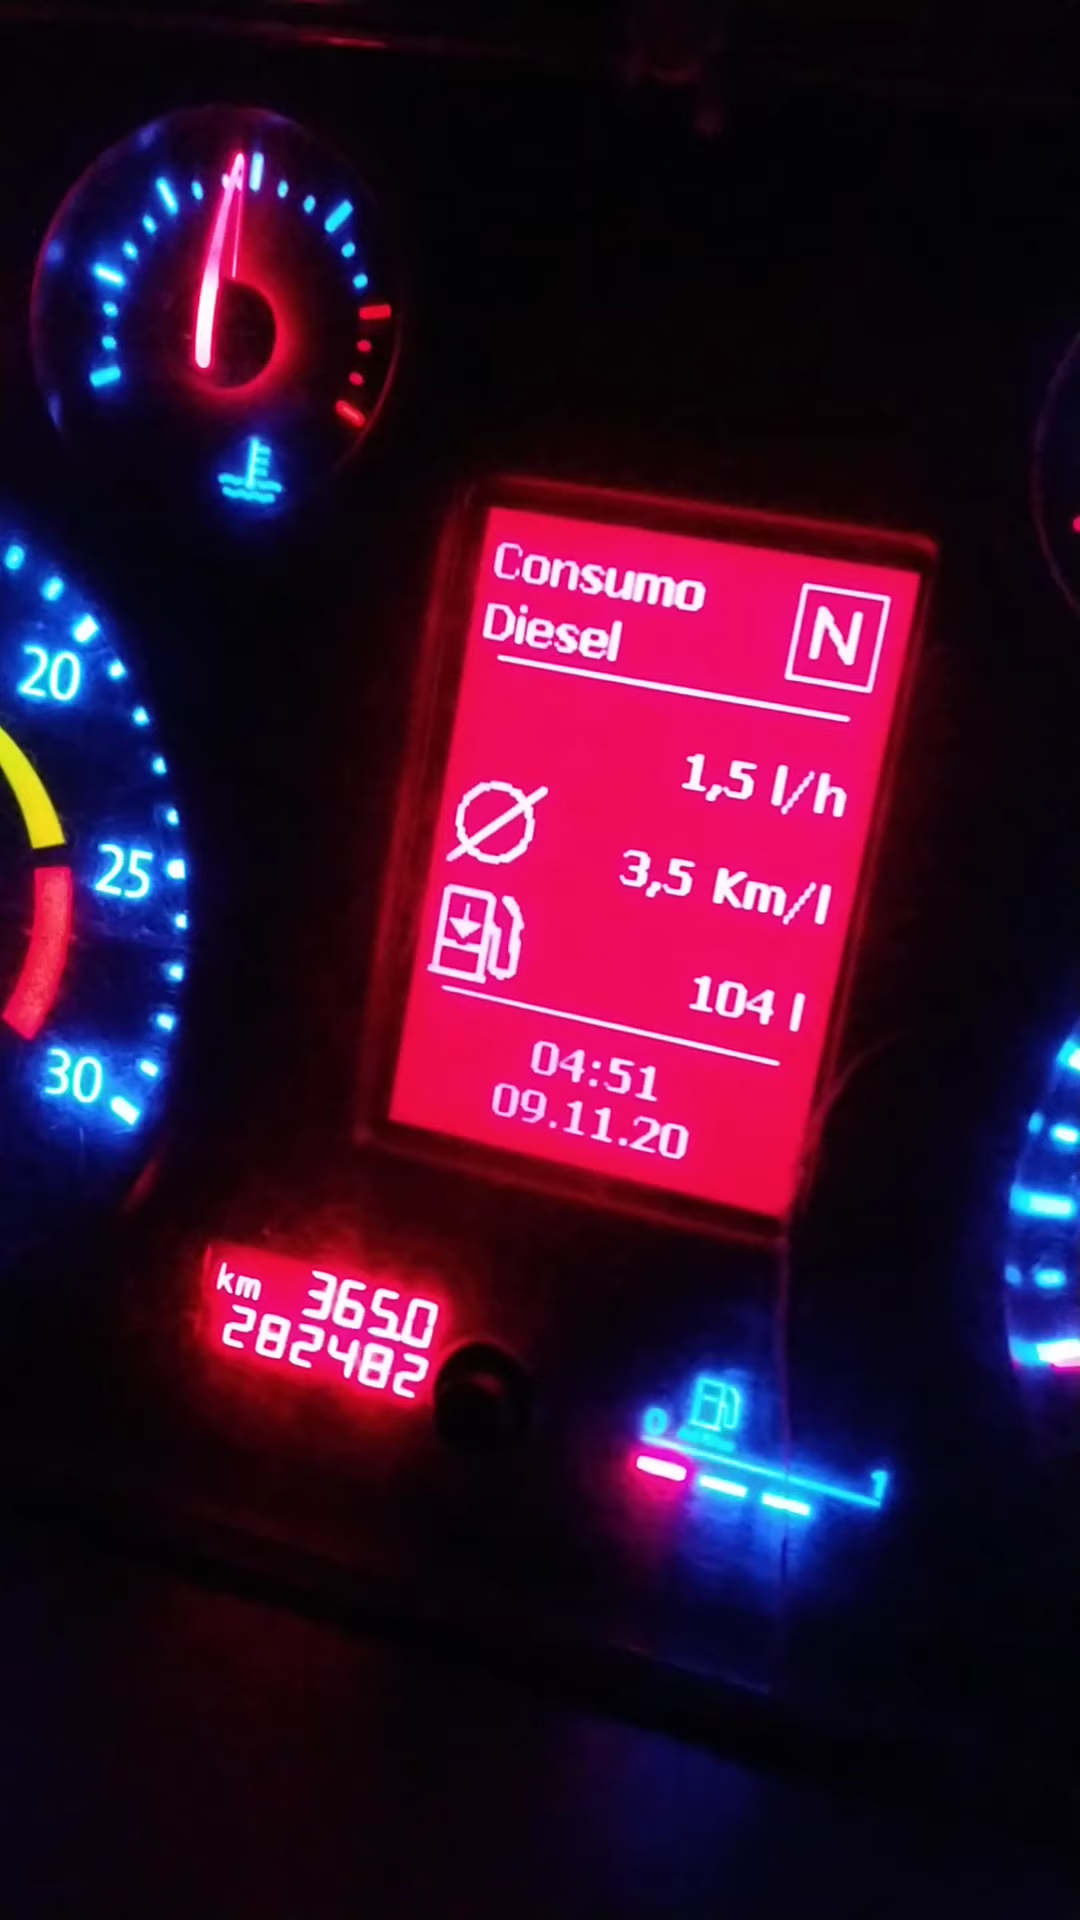 Consumo
Diesel
N
1,5 l/h
3,5 Km/l
104 l
04:51
09.11.20
20
25
30
km 365.0
282482
0
1